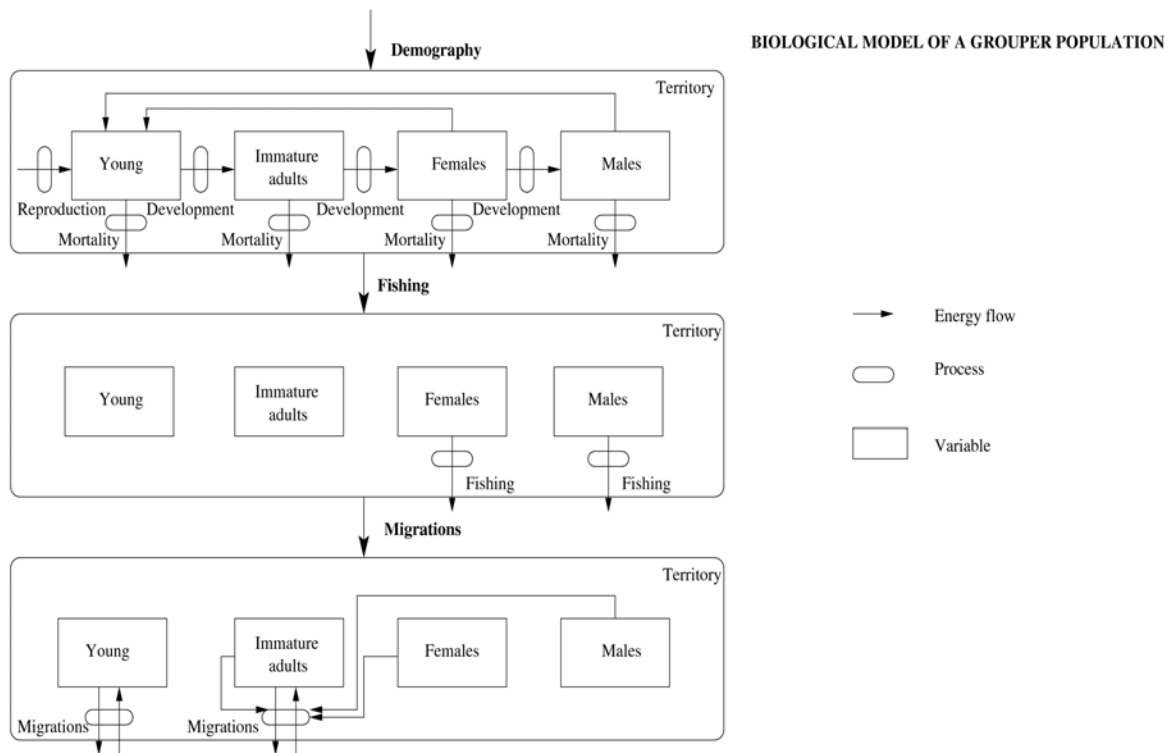 BIOLOGICAL MODEL OF A GROUPER POPULATION
Demography
Territory
Young
Immature
adults
Females
Males
Reproduction
Development
Development
Development
Mortality
Mortality
Mortality
Mortality
Fishing
Territory
Young
Immature
adults
Females
Males
Fishing
Fishing
Energy flow
Process
Variable
Migrations
Territory
Young
Immature
adults
Females
Males
Migrations
Migrations